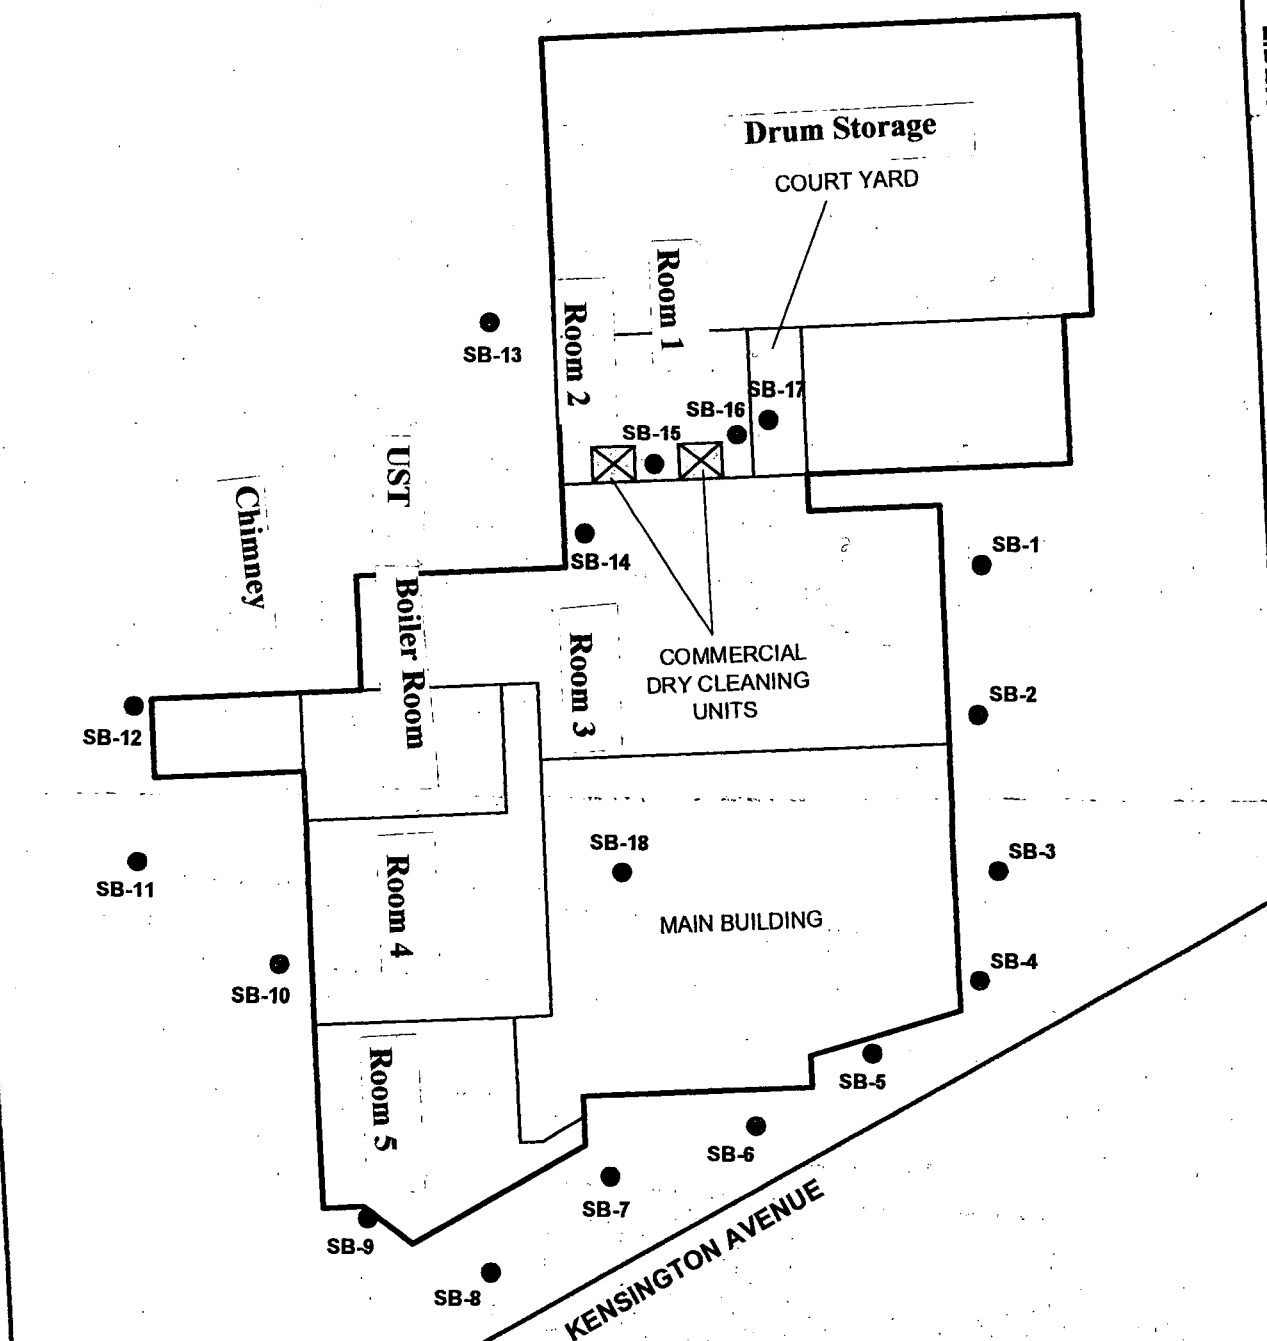 Drum Storage
COURT YARD
Room 1
Room 2
SB-13
SB-17
SB-16
SB-15
UST
Chimney
SB-14
SB-1
Boiler Room
Room 3
COMMERCIAL
DRY CLEANING
UNITS
SB-2
SB-12
SB-18
SB-3
SB-11
Room 4
MAIN BUILDING
SB-4
SB-10
Room 5
SB-5
SB-6
SB-7
SB-9
SB-8
KENSINGTON AVENUE